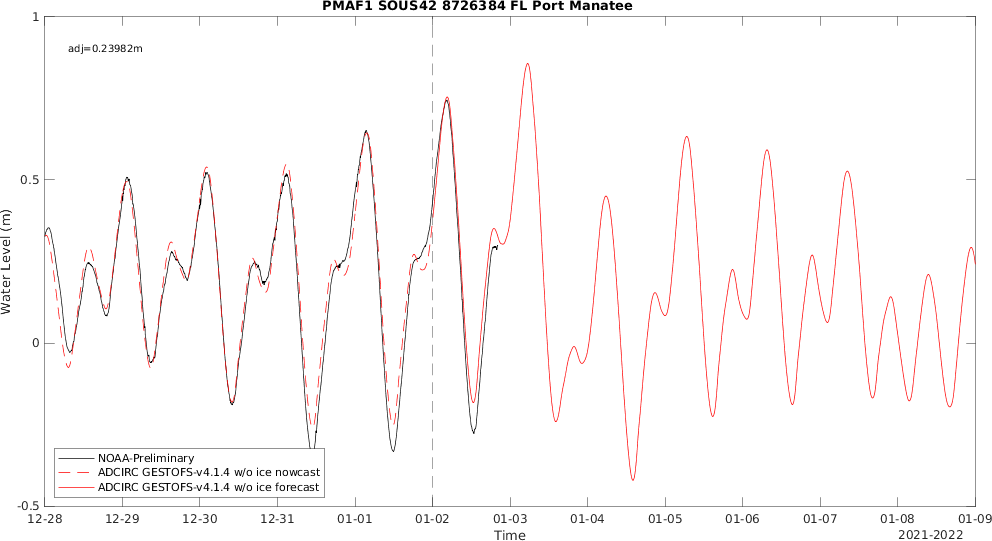 PMAF1 SOUS42 8726384 FL Port Manatee
adj=0.23982m
1
0.5
0
-0.5
Water Level (m)
NOAA-Preliminary
ADCIRC GESTOFS-v4.1.4 w/o ice nowcast
ADCIRC GESTOFS-v4.1.4 w/o ice forecast
12-28 12-29 12-30 12-31 01-01 01-02 01-03 01-04 01-05 01-06 01-07 01-08 01-09
Time
2021-2022